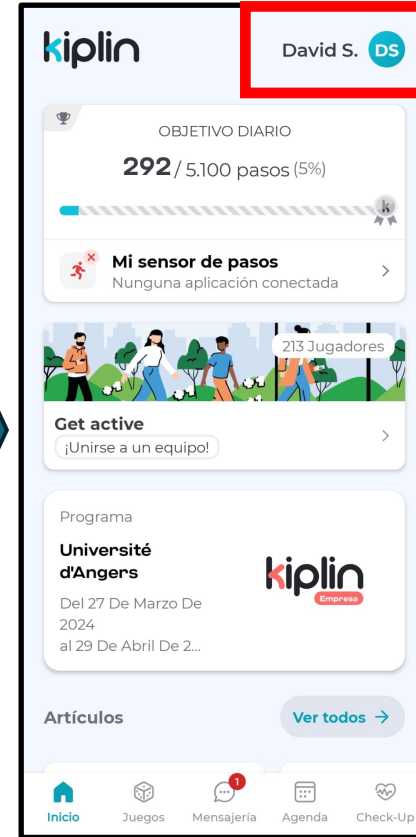 kiplin
David S. DS
OBJETIVO DIARIO
292 / 5.100 pasos (5%)
k
Mi sensor de pasos
Nunguna aplicación conectada
213 Jugadores
Get active
¡Unirse a un equipo!
Programa
Université
d'Angers
Del 27 De Marzo De
2024
al 29 De Abril De 2...
kiplin
Empresa
Artículos
Ver todos →
1
Inicio
Juegos
Mensajería
Agenda
Check-Up